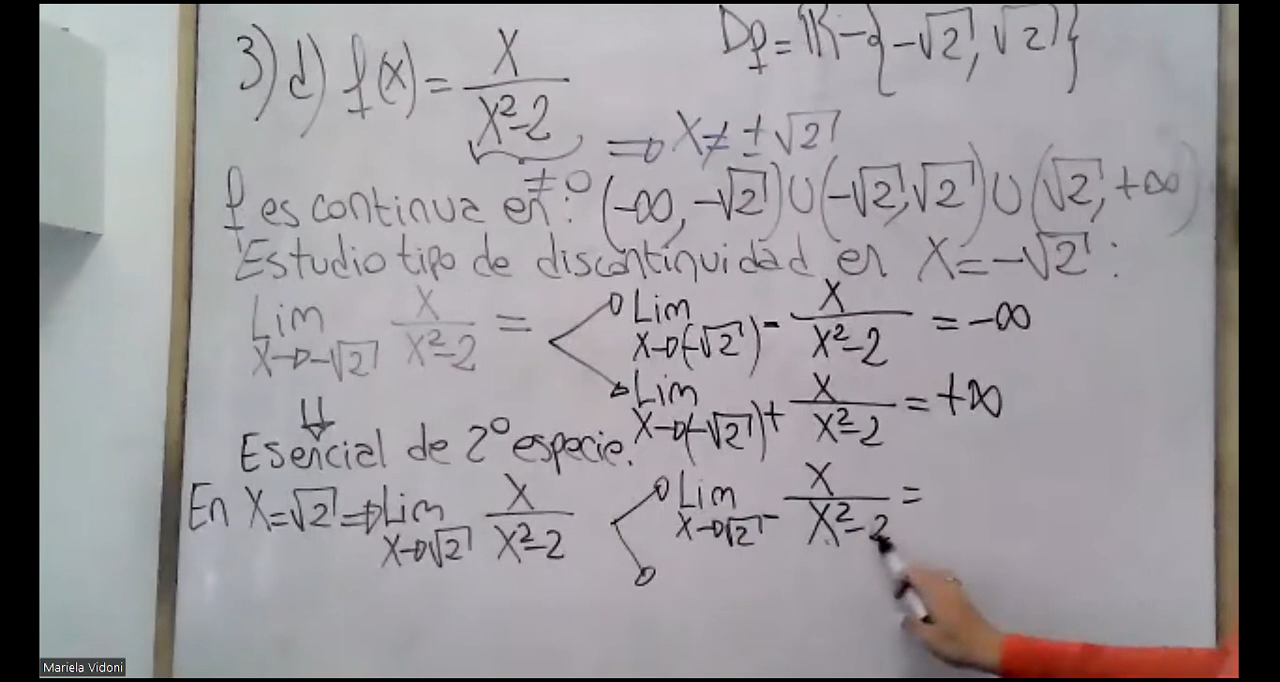 3) d) f(x) = x / (x² - 2)    Df = ℝ - {-√2, √2}
≠ 0 ⇒ x ≠ ±√2
f es continua en: (-∞, -√2) ∪ (-√2, √2) ∪ (√2, +∞)
Estudio tipo de discontinuidad en x = -√2:
Lim x→-√2 x / (x² - 2) =
Lim x→(-√2)⁻ x / (x² - 2) = -∞
Lim x→(-√2)⁺ x / (x² - 2) = +∞
⇓
Esencial de 2° especie.
En x = √2 ⇒ Lim x→√2 x / (x² - 2)
Lim x→√2⁻ x / (x² - 2) =
Mariela Vidoni